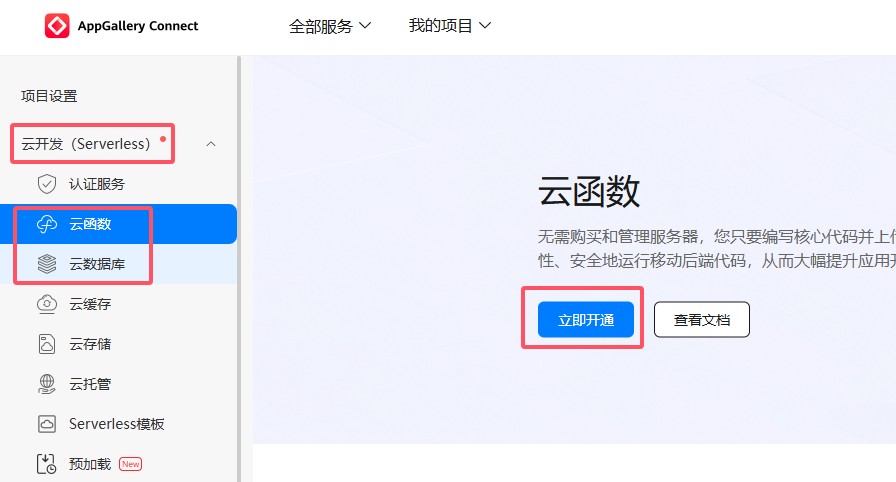 AppGallery Connect
全部服务
我的项目
项目设置
云开发（Serverless）
认证服务
云函数
云数据库
云缓存
云存储
云托管
Serverless模板
预加载 New
云函数
无需购买和管理服务器，您只要编写核心代码并上
性、安全地运行移动后端代码，从而大幅提升应用
立即开通
查看文档